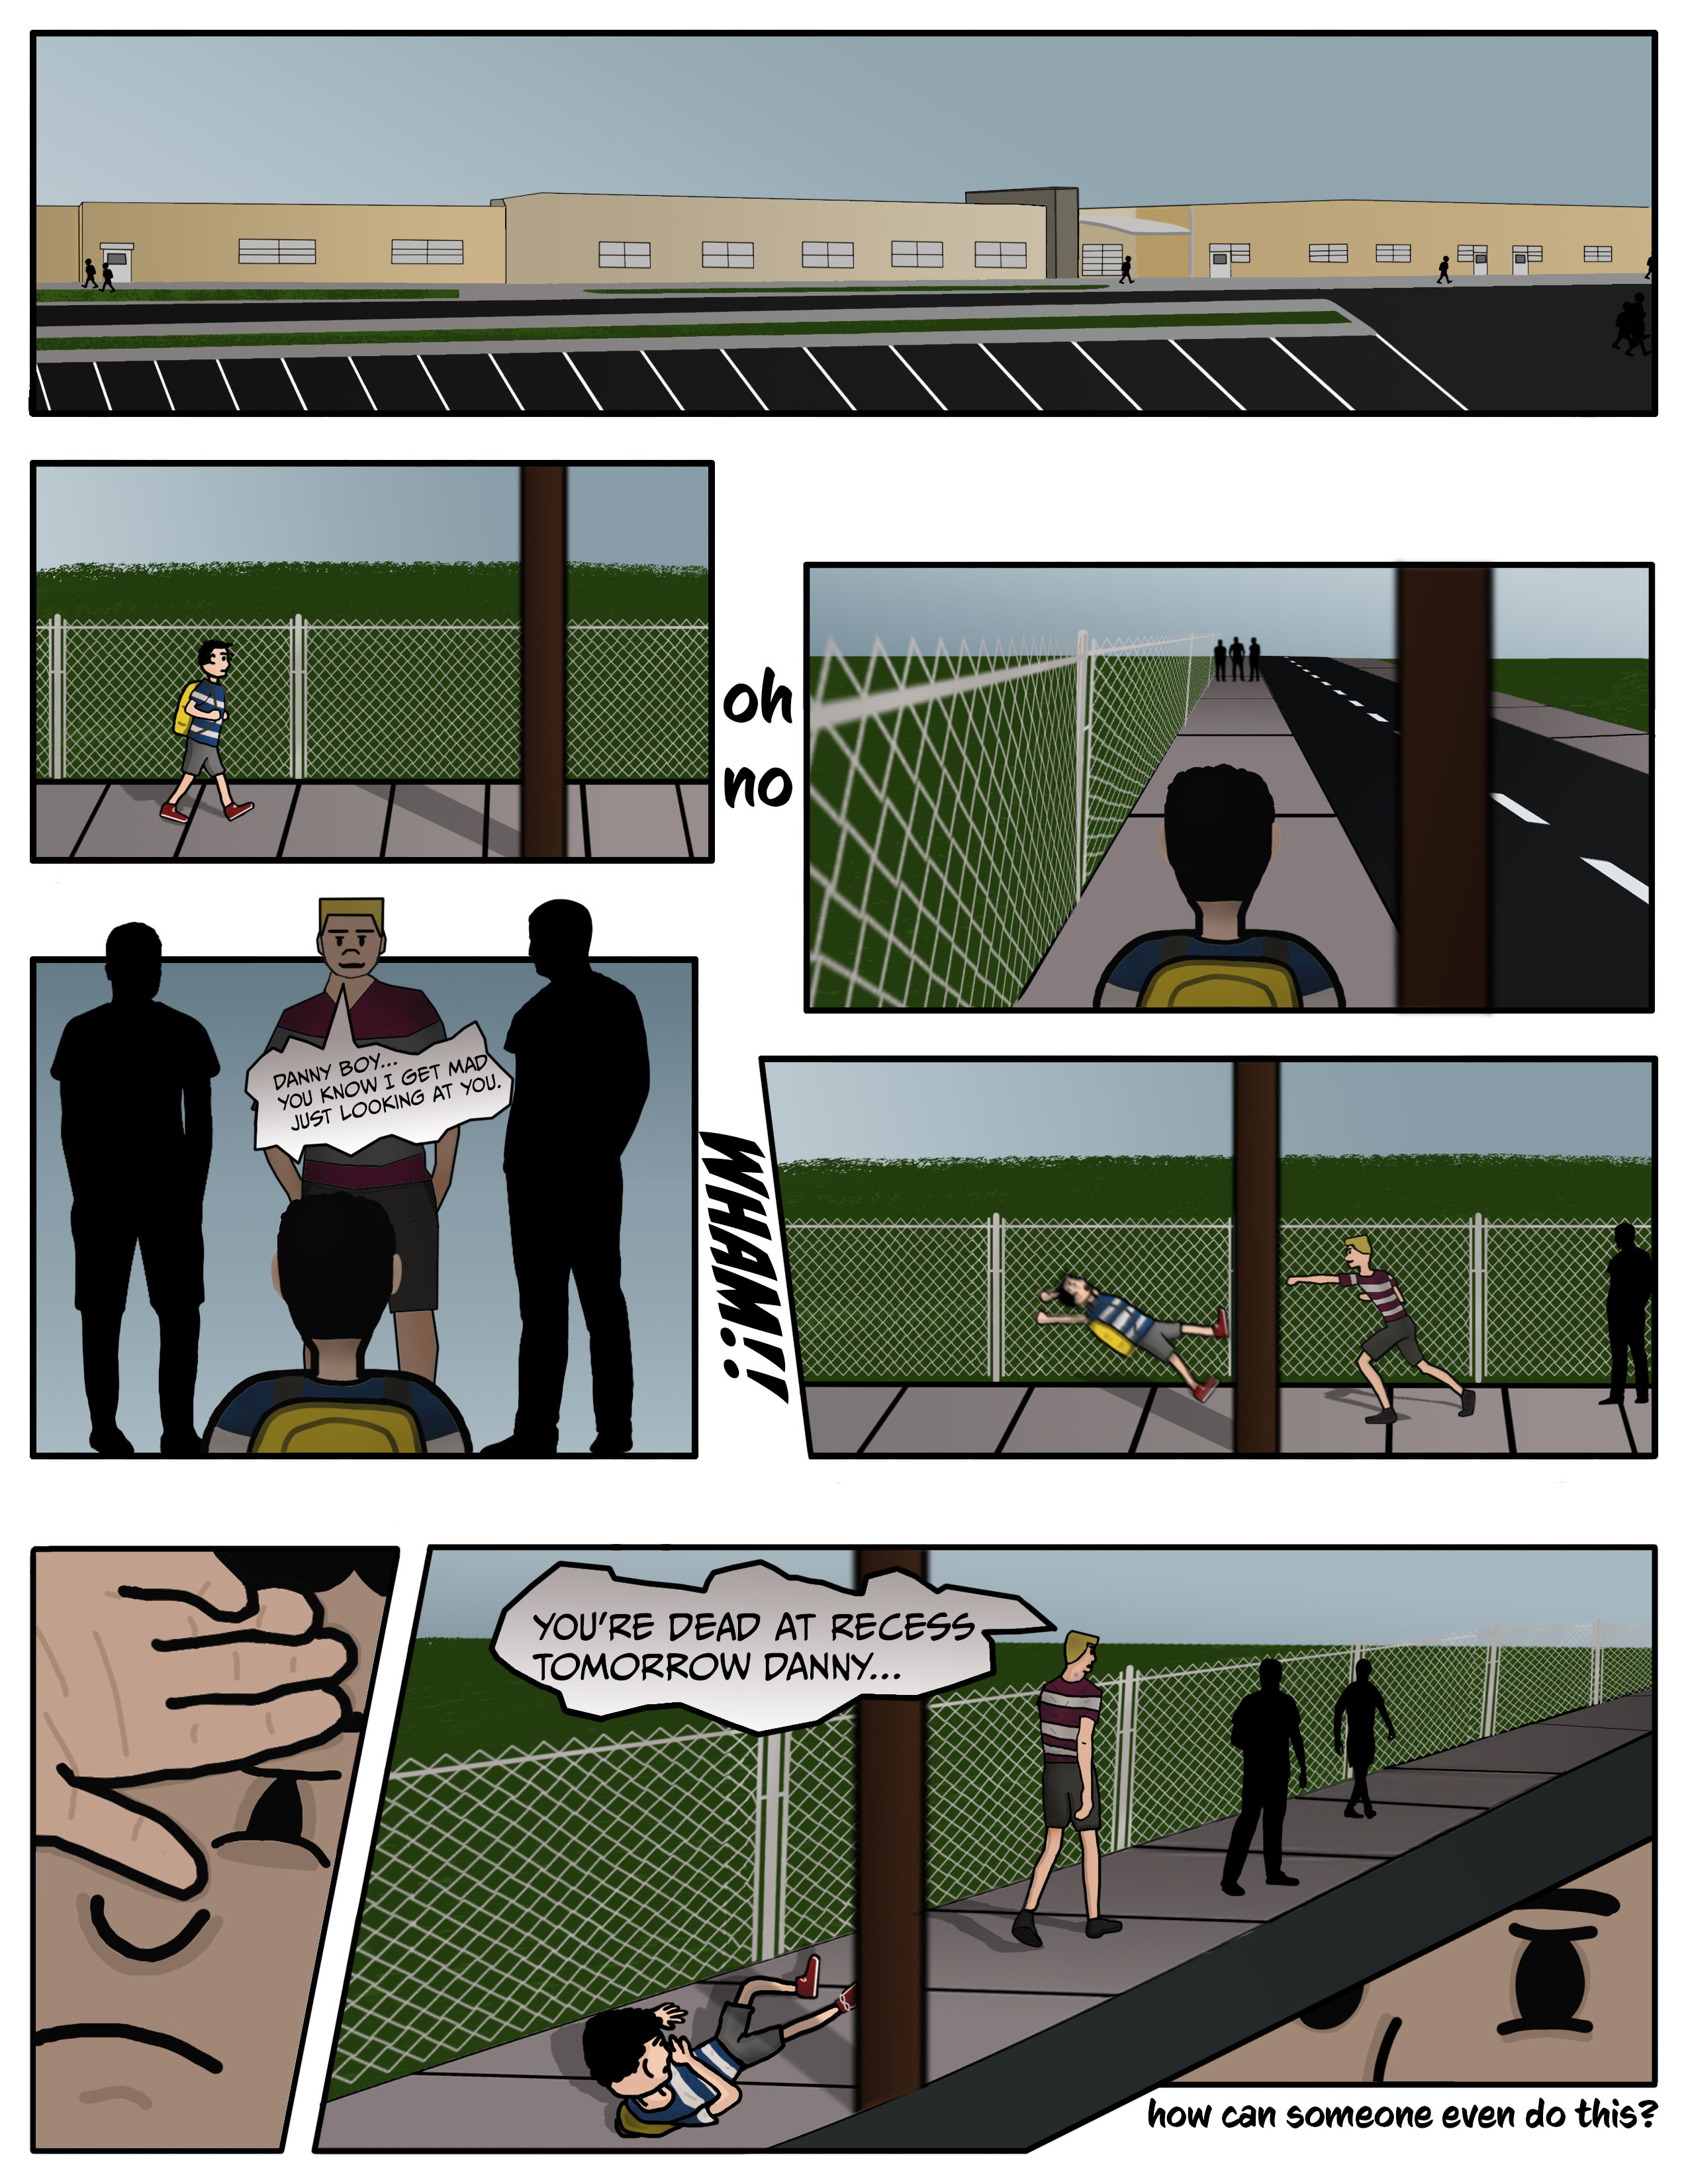 oh
no
DANNY BOY...
YOU KNOW I GET MAD
JUST LOOKING AT YOU.
WHAM!!
YOU'RE DEAD AT RECESS
TOMORROW DANNY...
how can someone even do this?